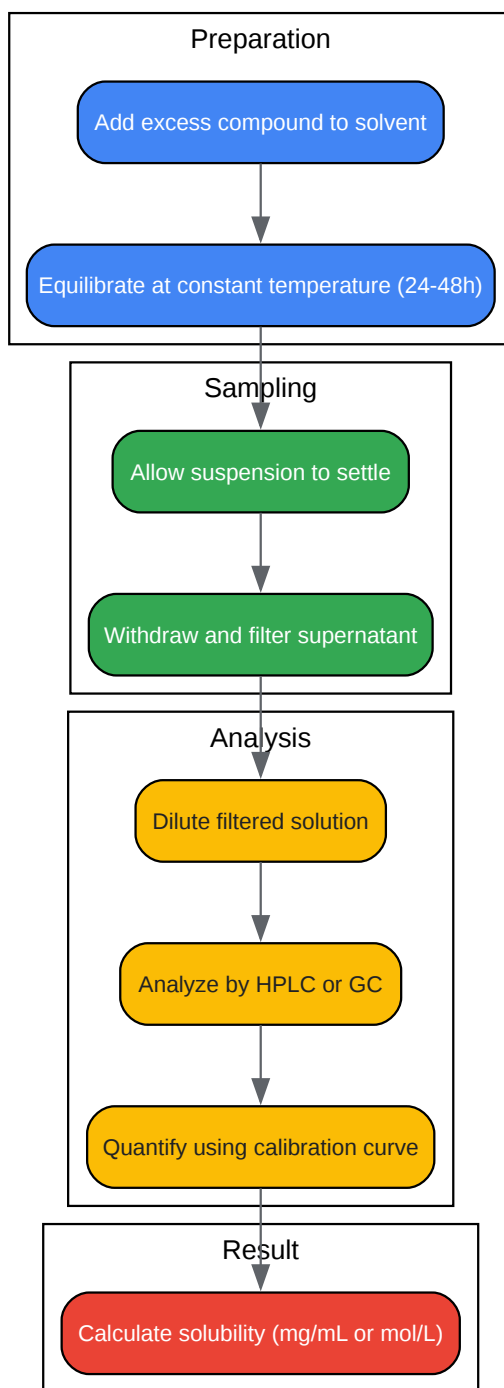 Preparation
Add excess compound to solvent
Equilibrate at constant temperature (24-48h)
Sampling
Allow suspension to settle
Withdraw and filter supernatant
Analysis
Dilute filtered solution
Analyze by HPLC or GC
Quantify using calibration curve
Result
Calculate solubility (mg/mL or mol/L)